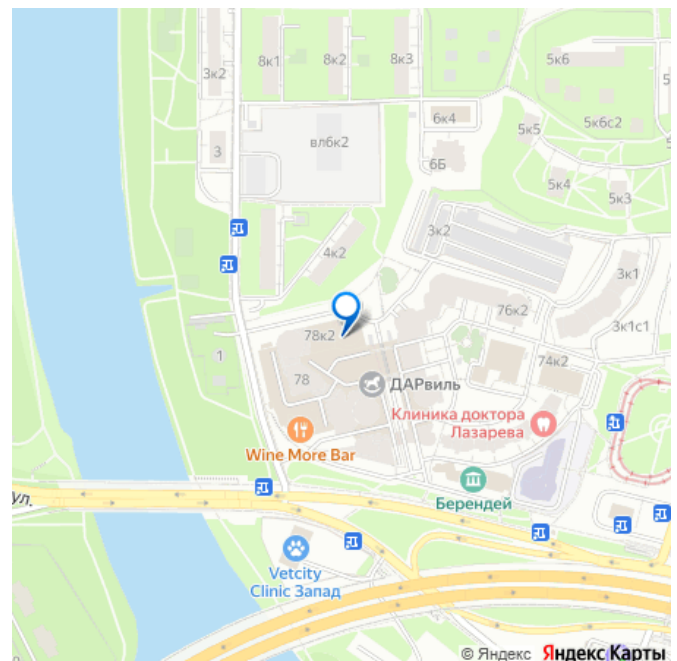 8к1
8к2
8к3
5к6
5
3к2
6к4
5к6с2
вл6к2
5к5
3
6Б
5к4
5к3
3к2
4к2
3к1
76к2
78к2
3к1с1
1
74к2
78
ДАРвиль
Клиника доктора
Лазарева
Wine More Bar
Берендей
ул.
Vetcity
Clinic Запад
© Яндекс Яндекс Карты